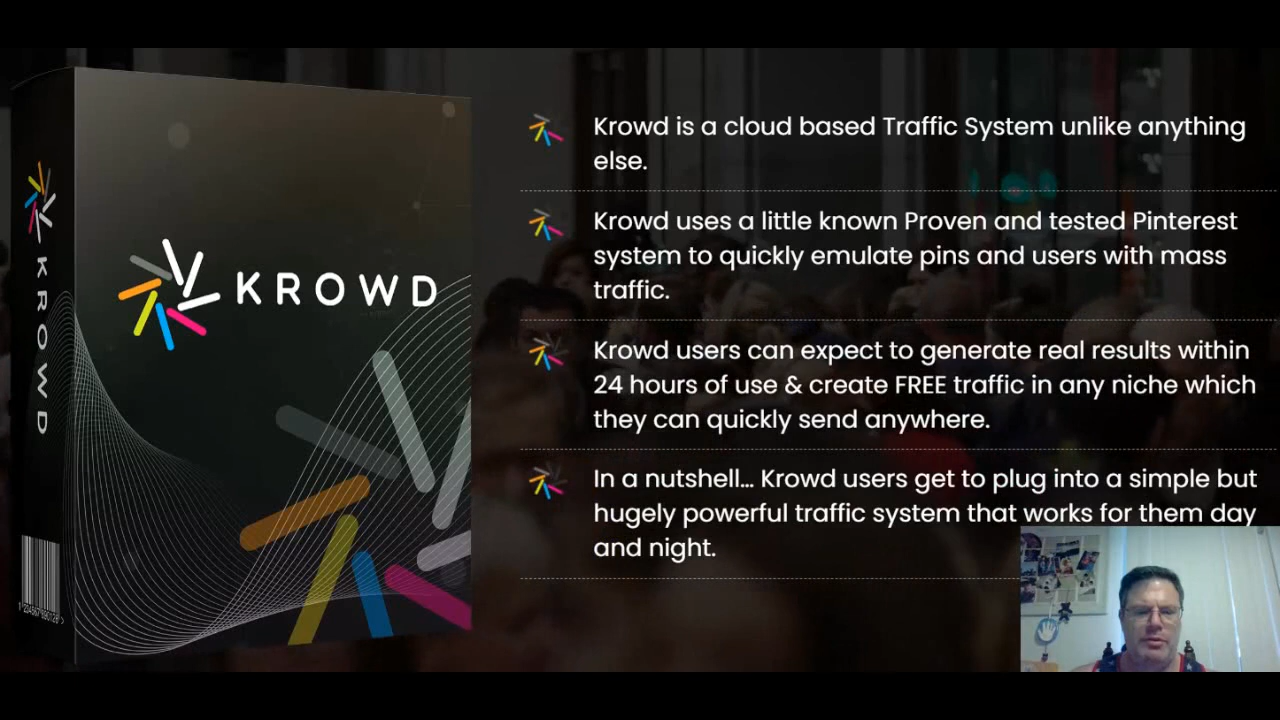 KROWD
KROWD
Krowd is a cloud based Traffic System unlike anything
else.
Krowd uses a little known Proven and tested Pinterest
system to quickly emulate pins and users with mass
traffic.
Krowd users can expect to generate real results within
24 hours of use & create FREE traffic in any niche which
they can quickly send anywhere.
In a nutshell... Krowd users get to plug into a simple but
hugely powerful traffic system that works for them day
and night.